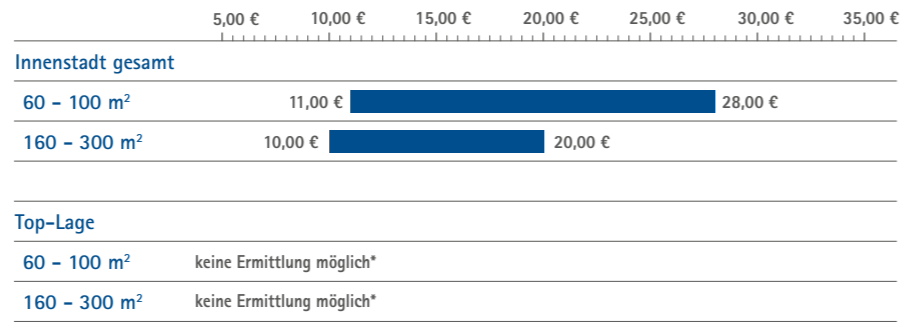 5,00 € 10,00 € 15,00 € 20,00 € 25,00 € 30,00 € 35,00 €
Innenstadt gesamt
60 – 100 m² 11,00 € 28,00 €
160 – 300 m² 10,00 € 20,00 €
Top-Lage
60 – 100 m² keine Ermittlung möglich*
160 – 300 m² keine Ermittlung möglich*